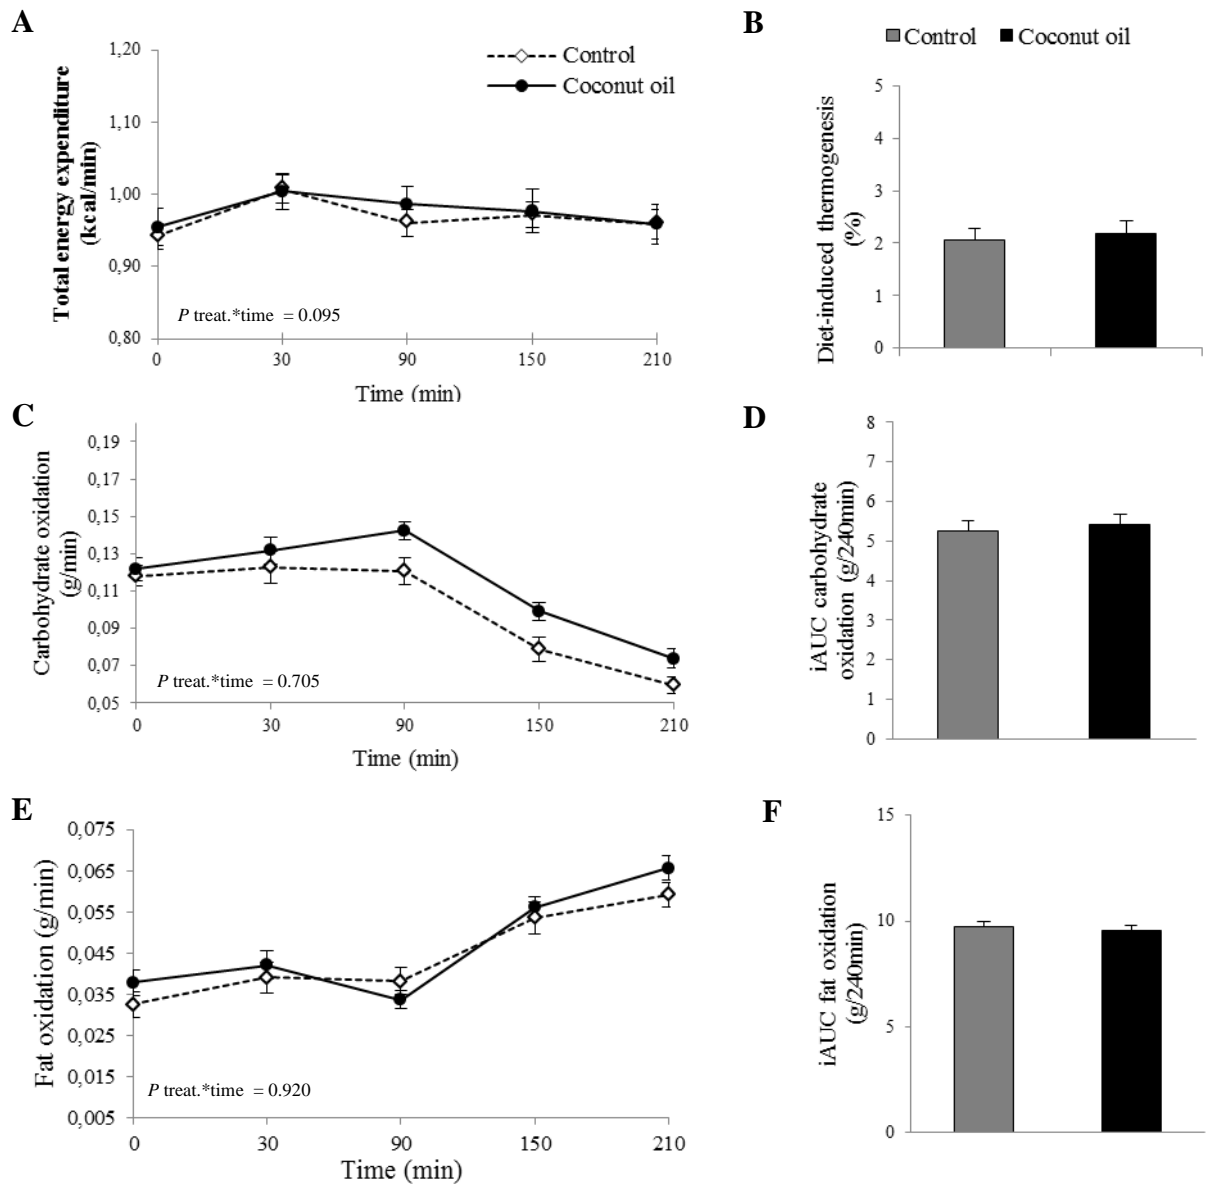 A
Total energy expenditure
(kcal/min)
1,20
1,10
1,00
0,90
0,80
Control
Coconut oil
P treat.*time = 0.095
0
30
90
150
210
Time (min)
B
Control
Coconut oil
Diet-induced thermogenesis
(%)
5
4
3
2
1
0
C
Carbohydrate oxidation
(g/min)
0,19
0,17
0,15
0,13
0,11
0,09
0,07
0,05
P treat.*time = 0.705
0
30
90
150
210
Time (min)
D
iAUC carbohydrate
oxidation (g/240min)
8
7
6
5
4
3
2
1
0
E
Fat oxidation (g/min)
0,075
0,065
0,055
0,045
0,035
0,025
0,015
0,005
P treat.*time = 0.920
0
30
90
150
210
Time (min)
F
iAUC fat oxidation
(g/240min)
15
10
5
0